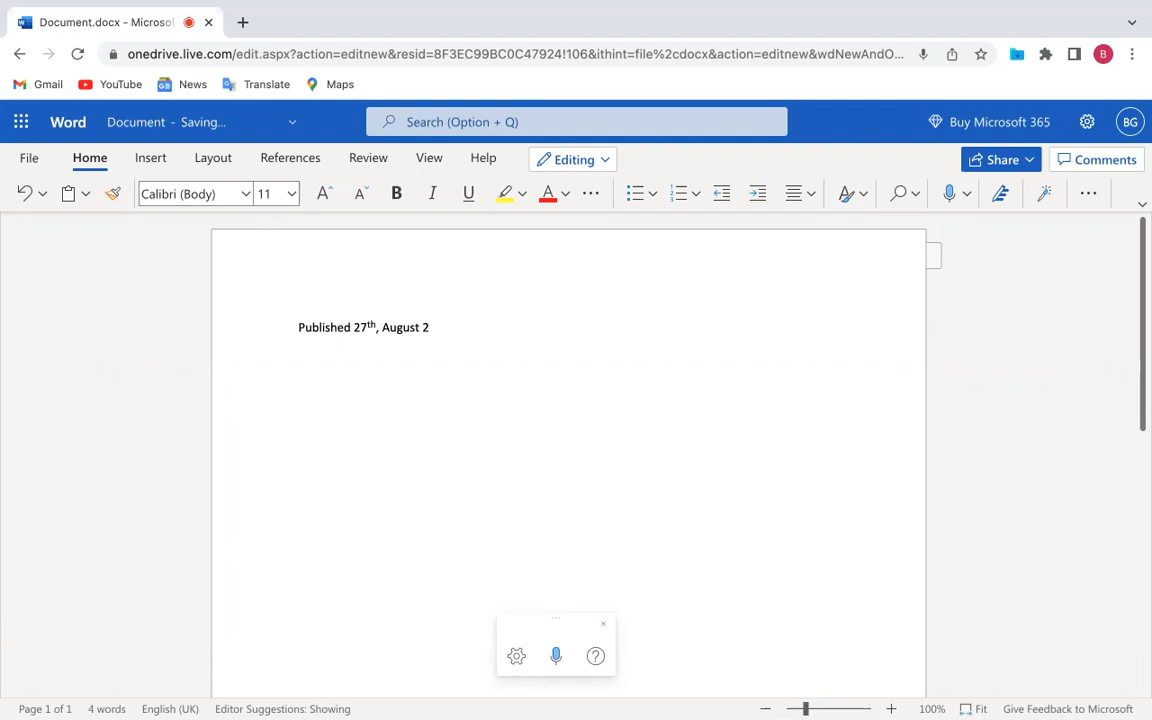 Document.docx - Microsof
onedrive.live.com/edit.aspx?action=editnew&resid=8F3EC99BC0C47924!106&ithint=file%2cdocx&action=editnew&wdNewAndO...
B
Gmail YouTube News Translate Maps
Word Document - Saving... Search (Option + Q) Buy Microsoft 365 BG
File Home Insert Layout References Review View Help Editing Share Comments
Calibri (Body) 11 A A B I U A
Published 27th, August 2
Page 1 of 1 4 words English (UK) Editor Suggestions: Showing 100% Fit Give Feedback to Microsoft